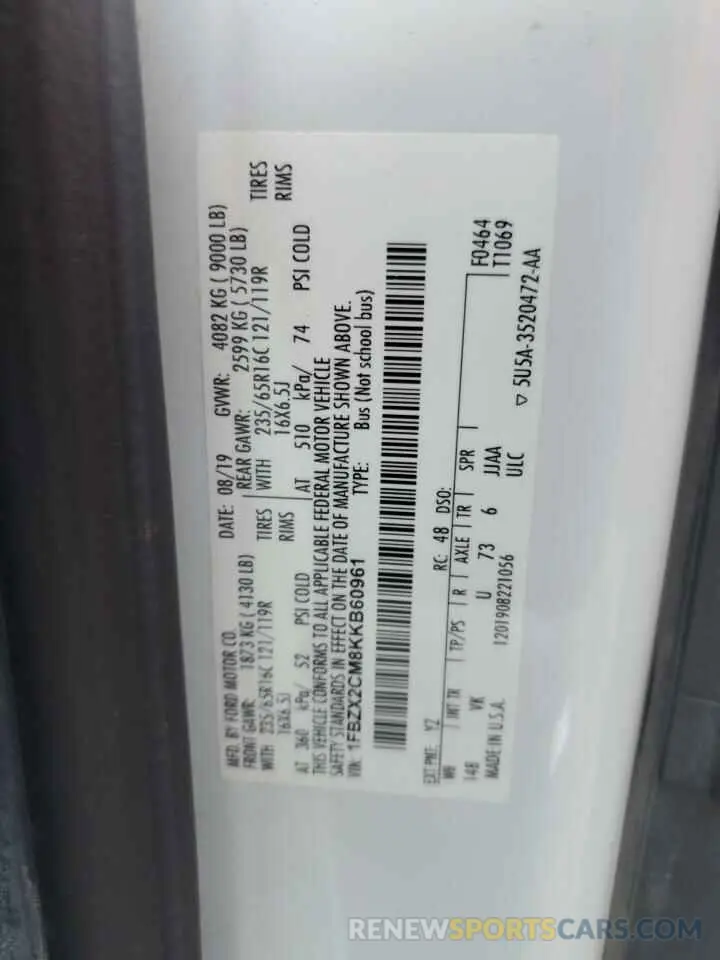 MFD. BY FORD MOTOR CO.
DATE: 08/19 GVWR: 4082 KG ( 9000 LB)
FRONT GAWR: 1873 KG ( 4130 LB) REAR GAWR: 2599 KG ( 5730 LB)
WITH 235/65R16C 121/119R TIRES WITH 235/65R16C 121/119R TIRES
16X6.5J RIMS 16X6.5J RIMS
AT 360 kPa/ 52 PSI COLD AT 510 kPa/ 74 PSI COLD
THIS VEHICLE CONFORMS TO ALL APPLICABLE FEDERAL MOTOR VEHICLE
SAFETY STANDARDS IN EFFECT ON THE DATE OF MANUFACTURE SHOWN ABOVE.
VIN: 1FBZX2CM8KKB60961 TYPE: Bus (Not school bus)
EXT PNT: YZ RC: 48 DSO:
WB INT TR TP/PS R AXLE TR SPR F0464
148 VK U 73 6 JJAA T1069
MADE IN U.S.A. 1201908221056 ULC
▽ 5U5A-3520472-AA
RENEWSPORTSCARS.COM